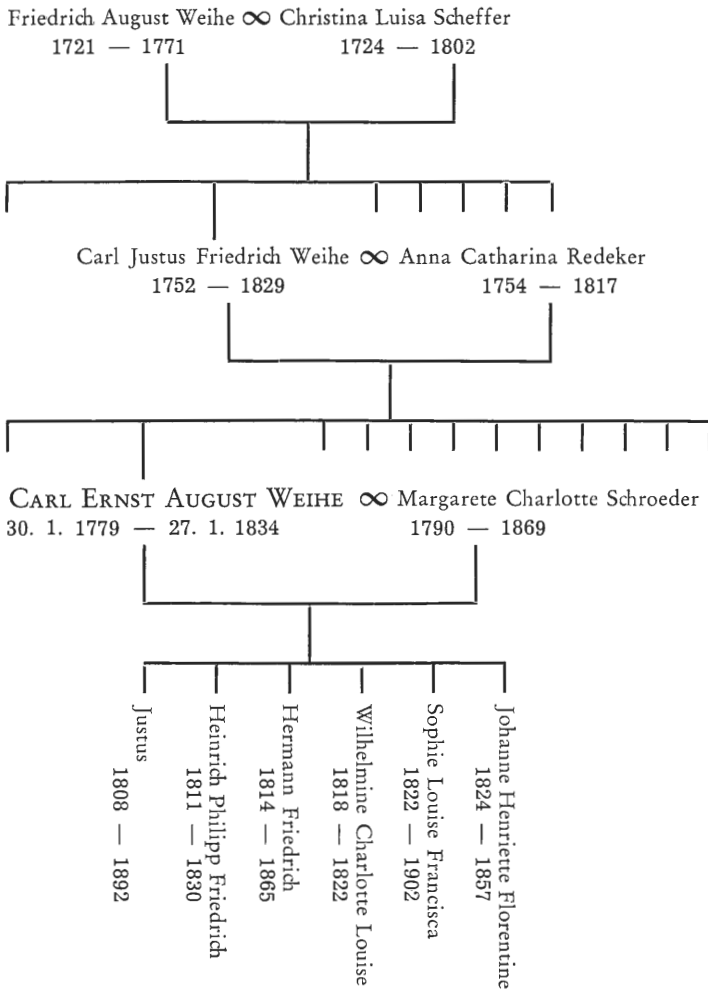 Friedrich August Weihe ∞ Christina Luisa Scheffer
1721 — 1771 1724 — 1802
Carl Justus Friedrich Weihe ∞ Anna Catharina Redeker
1752 — 1829 1754 — 1817
CARL ERNST AUGUST WEIHE ∞ Margarete Charlotte Schroeder
30. 1. 1779 — 27. 1. 1834 1790 — 1869
Justus
1808 — 1892
Heinrich Philipp Friedrich
1811 — 1830
Hermann Friedrich
1814 — 1865
Wilhelmine Charlotte Louise
1818 — 1822
Sophie Louise Francisca
1822 — 1902
Johanne Henriette Florentine
1824 — 1857